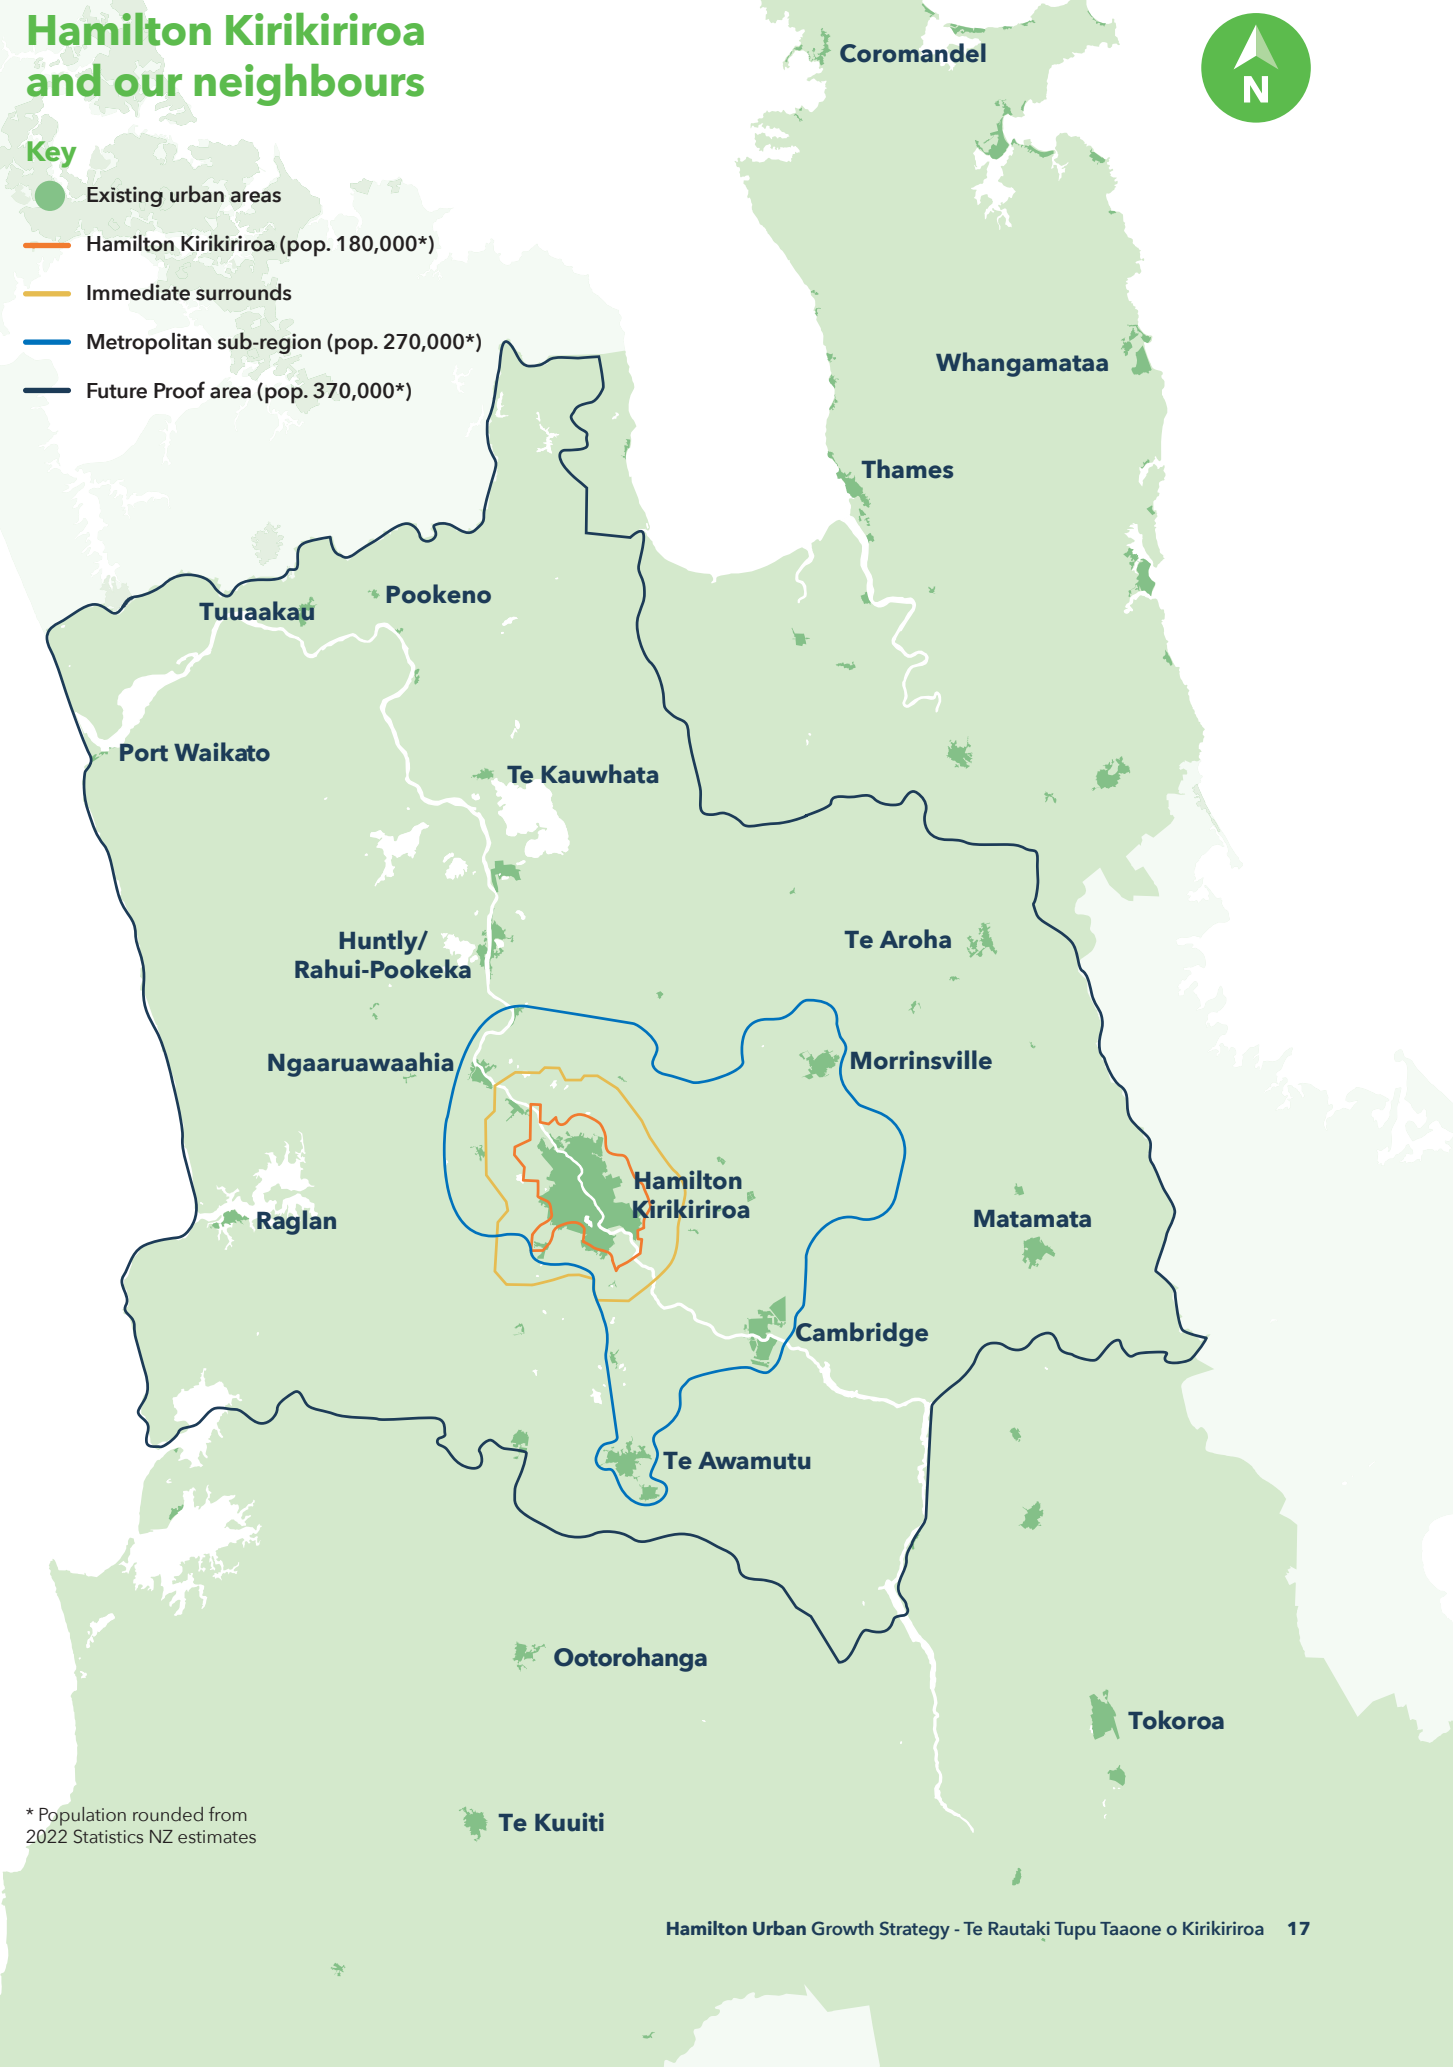 Hamilton Kirikiriroa
and our neighbours
N
Key
Existing urban areas
Hamilton Kirikiriroa (pop. 180,000*)
Immediate surrounds
Metropolitan sub-region (pop. 270,000*)
Future Proof area (pop. 370,000*)
Coromandel
Whangamataa
Thames
Pookeno
Tuuaakau
Port Waikato
Te Kauwhata
Huntly/
Rahui-Pookeka
Te Aroha
Ngaaruawaahia
Morrinsville
Hamilton
Kirikiriroa
Raglan
Matamata
Cambridge
Te Awamutu
Ootorohanga
Tokoroa
Te Kuuiti
* Population rounded from
2022 Statistics NZ estimates
Hamilton Urban Growth Strategy - Te Rautaki Tupu Taaone o Kirikiriroa 17